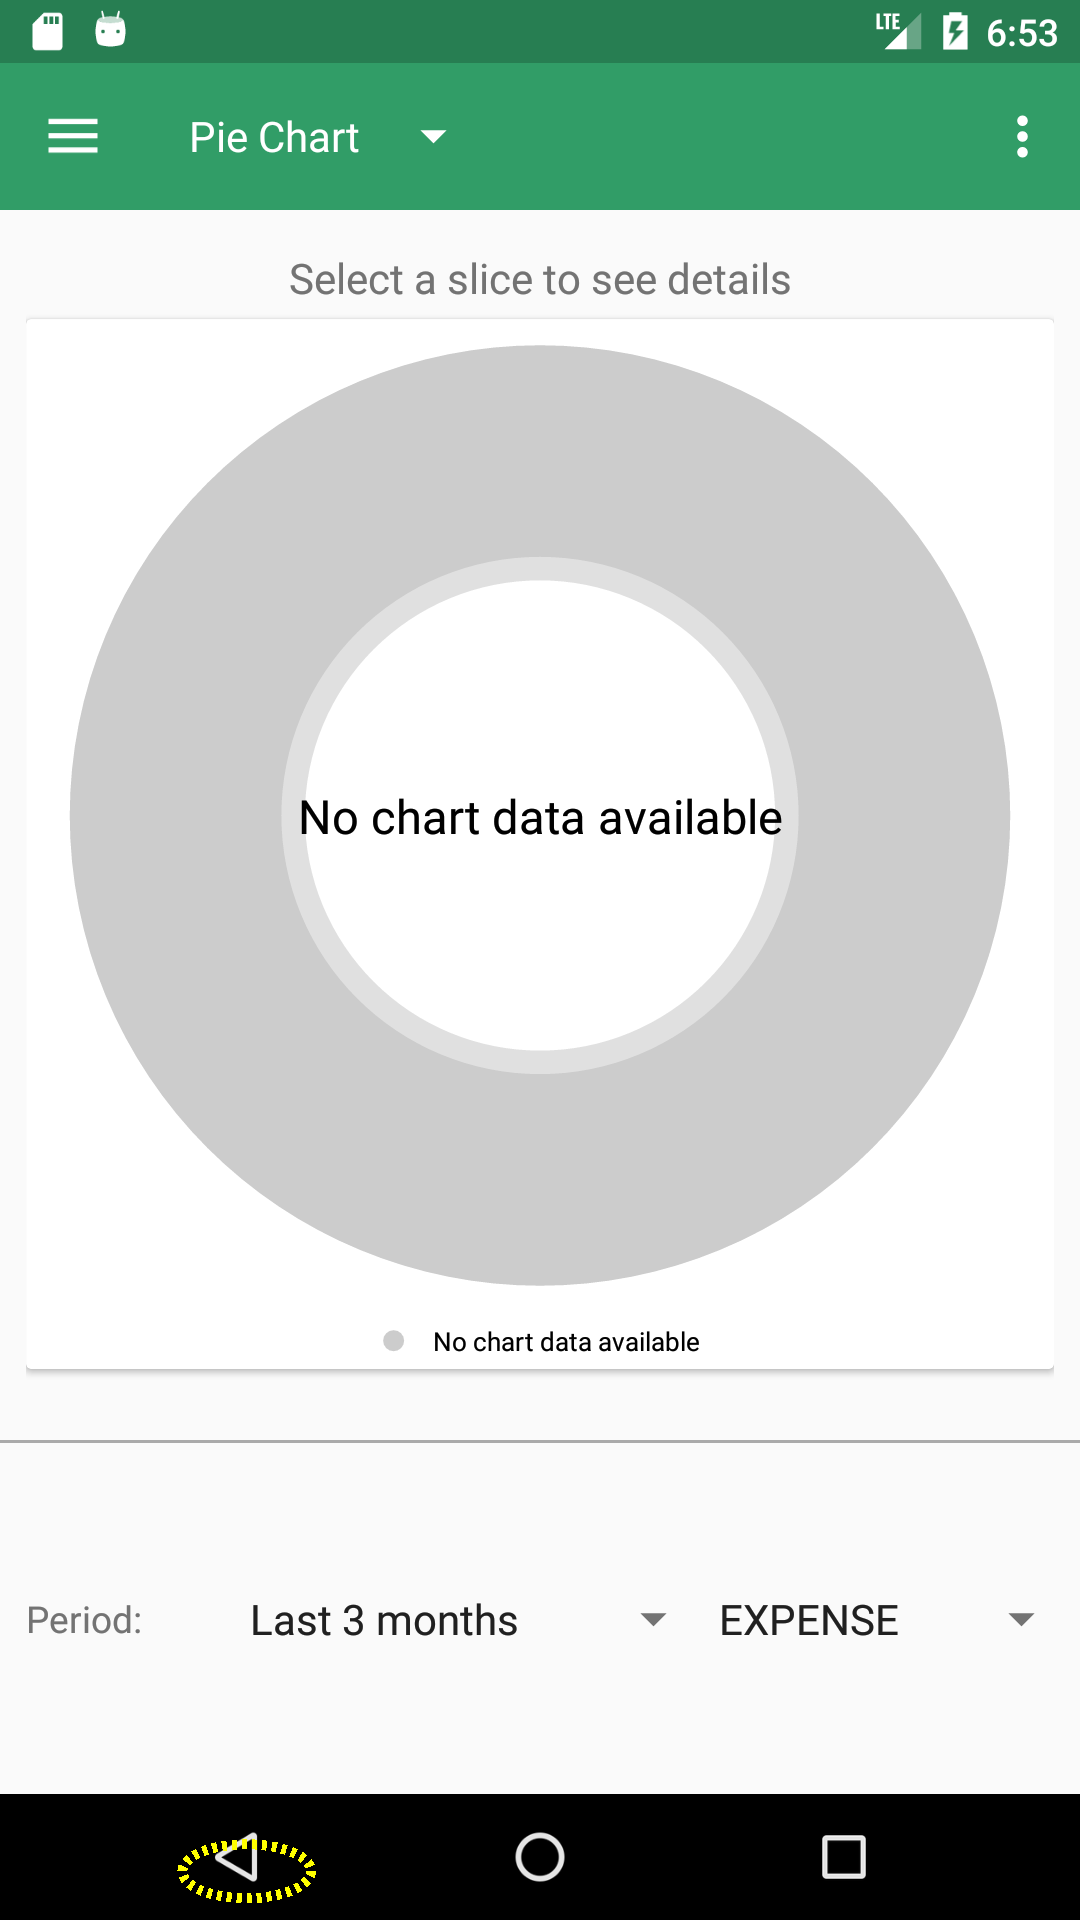 LTE 6:53
Pie Chart
Select a slice to see details
No chart data available
No chart data available
Period: Last 3 months EXPENSE